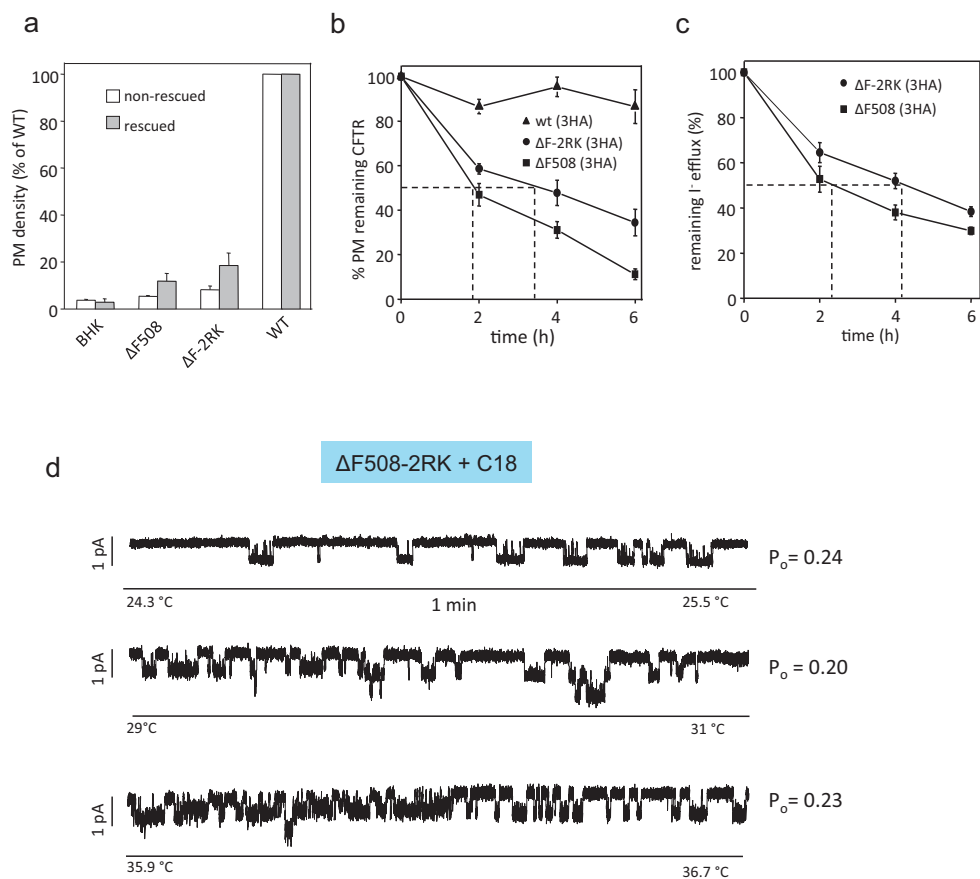 a
PM density (% of WT)
100
80
60
40
20
0
non-rescued
rescued
BHK
ΔF508
ΔF-2RK
WT
b
% PM remaining CFTR
100
80
60
40
20
0
wt (3HA)
ΔF-2RK (3HA)
ΔF508 (3HA)
0 2 4 6
time (h)
c
remaining I⁻ efflux (%)
100
80
60
40
20
0
ΔF-2RK (3HA)
ΔF508 (3HA)
0 2 4 6
time (h)
d
ΔF508-2RK + C18
1 pA
Pₒ= 0.24
24.3 °C 1 min 25.5 °C
1 pA
Pₒ= 0.20
29°C 31 °C
1 pA
Pₒ= 0.23
35.9 °C 36.7 °C